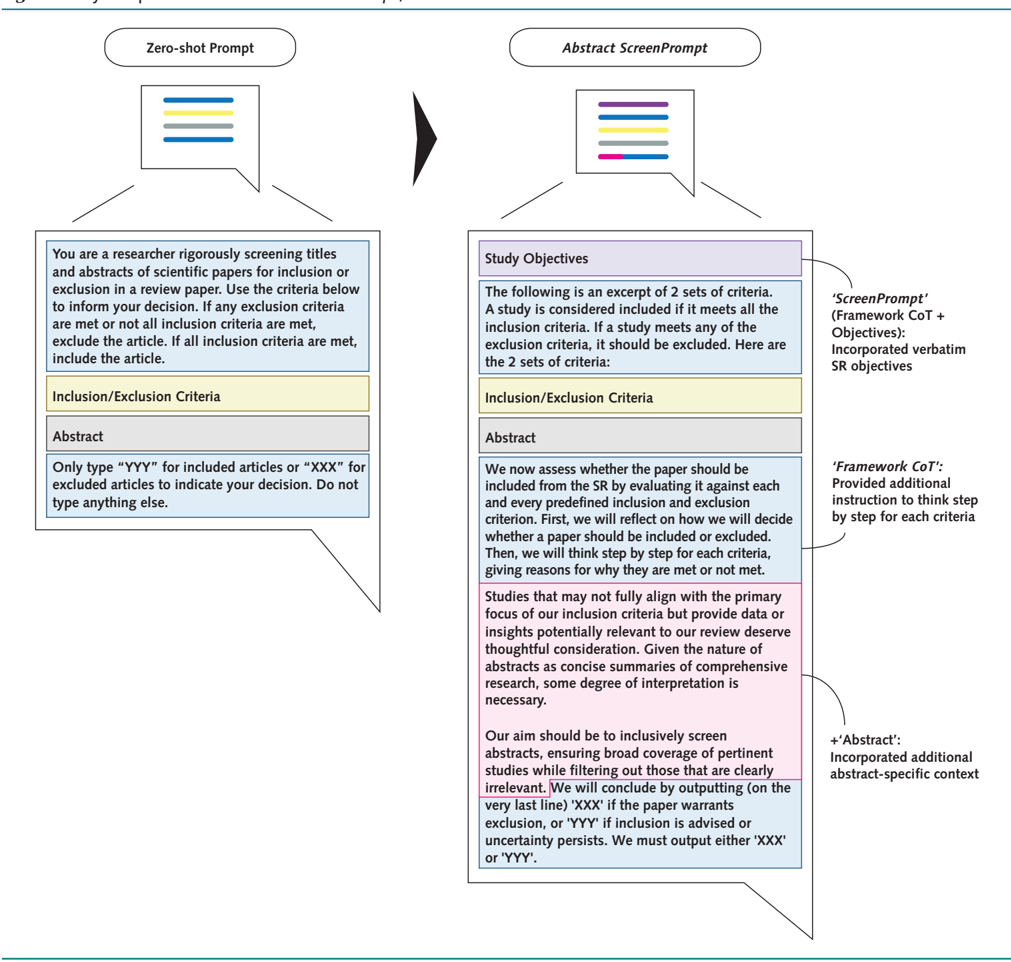 Zero-shot Prompt
Abstract ScreenPrompt
You are a researcher rigorously screening titles
and abstracts of scientific papers for inclusion or
exclusion in a review paper. Use the criteria below
to inform your decision. If any exclusion criteria
are met or not all inclusion criteria are met,
exclude the article. If all inclusion criteria are met,
include the article.
Inclusion/Exclusion Criteria
Abstract
Only type “YYY” for included articles or “XXX” for
excluded articles to indicate your decision. Do not
type anything else.
Study Objectives
The following is an excerpt of 2 sets of criteria.
A study is considered included if it meets all the
inclusion criteria. If a study meets any of the
exclusion criteria, it should be excluded. Here are
the 2 sets of criteria:
Inclusion/Exclusion Criteria
Abstract
We now assess whether the paper should be
included from the SR by evaluating it against each
and every predefined inclusion and exclusion
criterion. First, we will reflect on how we will decide
whether a paper should be included or excluded.
Then, we will think step by step for each criteria,
giving reasons for why they are met or not met.
Studies that may not fully align with the primary
focus of our inclusion criteria but provide data or
insights potentially relevant to our review deserve
thoughtful consideration. Given the nature of
abstracts as concise summaries of comprehensive
research, some degree of interpretation is
necessary.
Our aim should be to inclusively screen
abstracts, ensuring broad coverage of pertinent
studies while filtering out those that are clearly
irrelevant. We will conclude by outputting (on the
very last line) 'XXX' if the paper warrants
exclusion, or 'YYY' if inclusion is advised or
uncertainty persists. We must output either 'XXX'
or 'YYY'.
‘ScreenPrompt’
(Framework CoT +
Objectives):
Incorporated verbatim
SR objectives
‘Framework CoT’:
Provided additional
instruction to think step
by step for each criteria
+‘Abstract’:
Incorporated additional
abstract-specific context